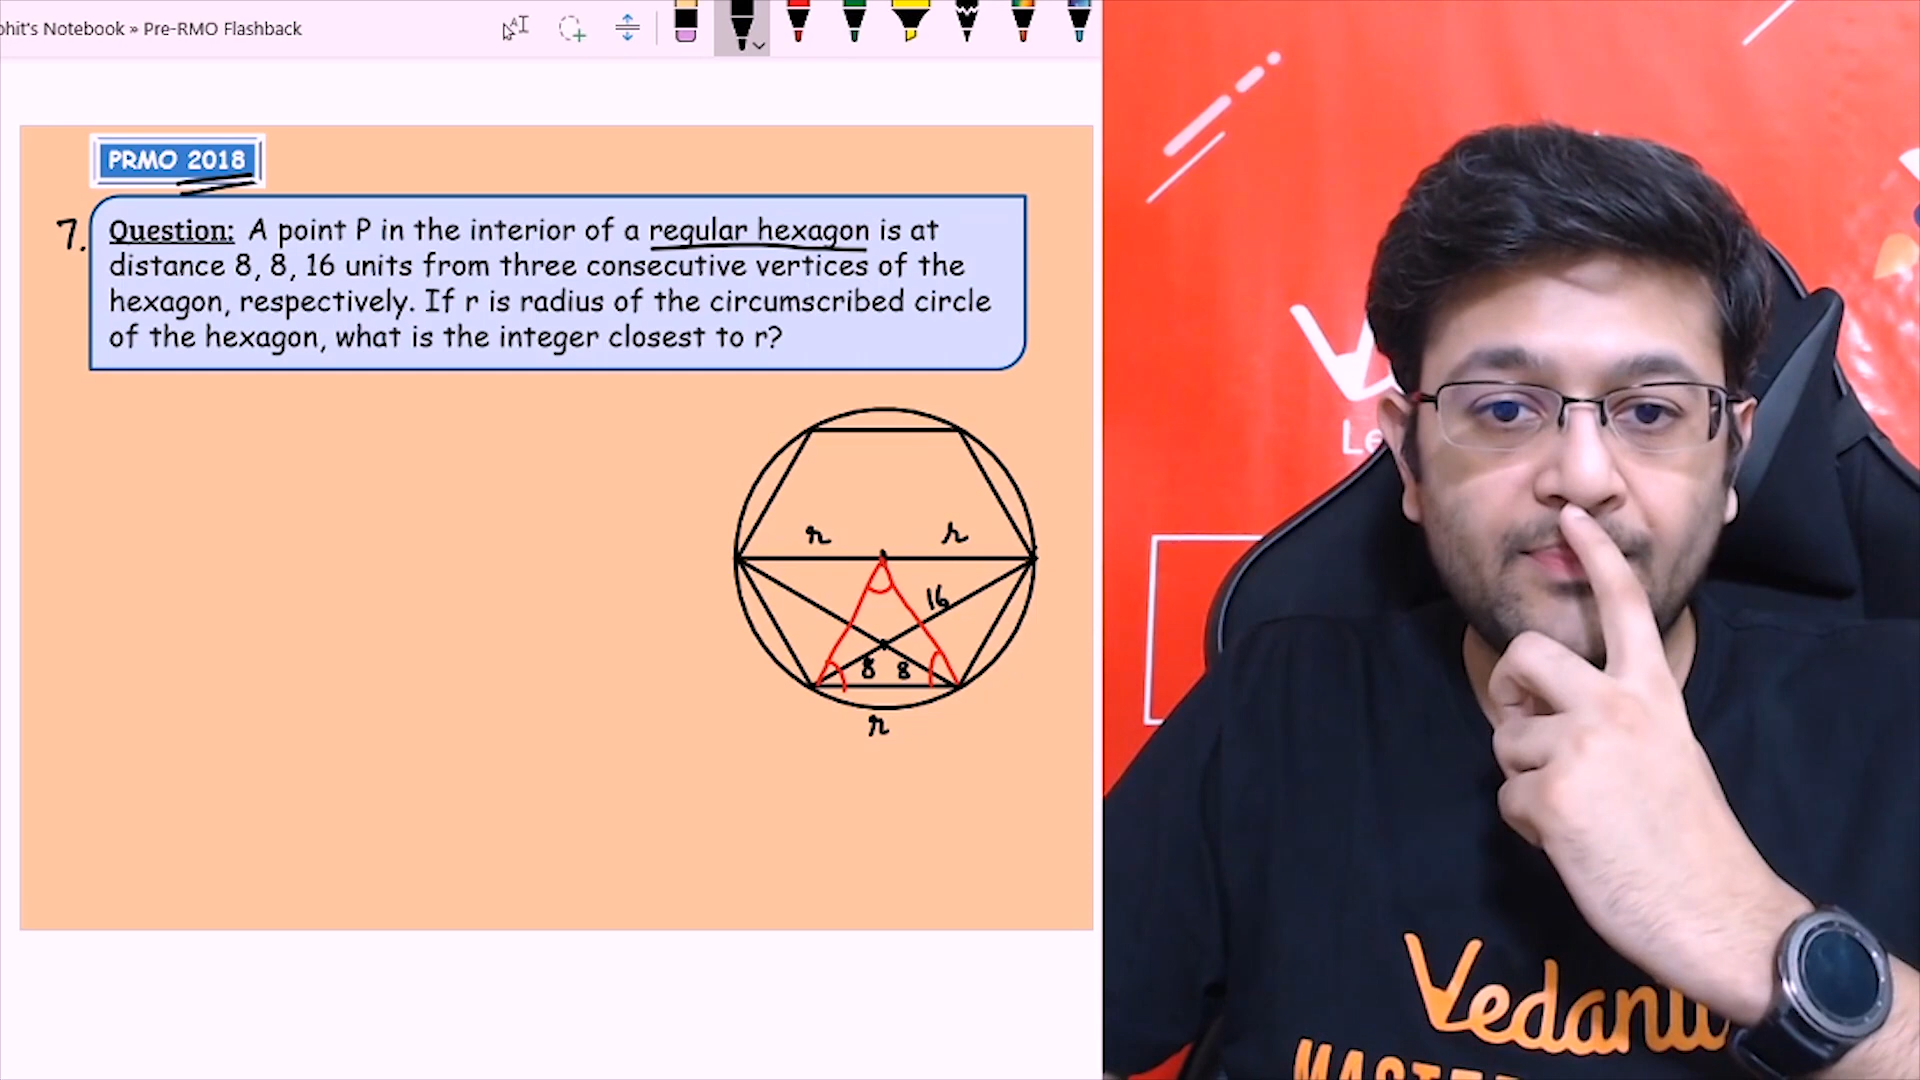 ohit's Notebook » Pre-RMO Flashback
PRMO 2018
7.
Question: A point P in the interior of a regular hexagon is at
distance 8, 8, 16 units from three consecutive vertices of the
hexagon, respectively. If r is radius of the circumscribed circle
of the hexagon, what is the integer closest to r?
r r
16
8 8
r
V
Le
Vedantu